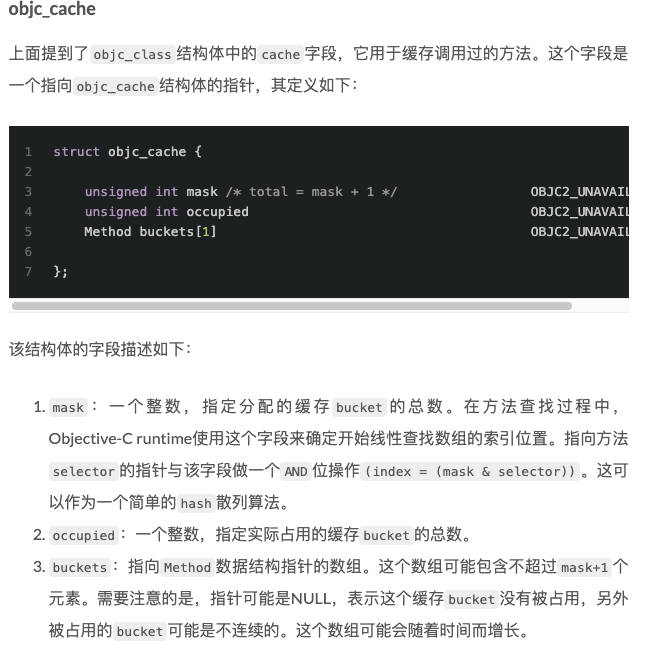 objc_cache
上面提到了objc_class结构体中的cache字段，它用于缓存调用过的方法。这个字段是
一个指向objc_cache结构体的指针，其定义如下：
1 struct objc_cache {
2
3 unsigned int mask /* total = mask + 1 */ OBJC2_UNAVAIL
4 unsigned int occupied OBJC2_UNAVAIL
5 Method buckets[1] OBJC2_UNAVAIL
6
7 };
该结构体的字段描述如下：
1. mask：一个整数，指定分配的缓存bucket的总数。在方法查找过程中，
Objective-C runtime使用这个字段来确定开始线性查找数组的索引位置。指向方法
selector的指针与该字段做一个AND位操作(index = (mask & selector))。这可
以作为一个简单的hash散列算法。
2. occupied：一个整数，指定实际占用的缓存bucket的总数。
3. buckets：指向Method数据结构指针的数组。这个数组可能包含不超过mask+1个
元素。需要注意的是，指针可能是NULL，表示这个缓存bucket没有被占用，另外
被占用的bucket可能是不连续的。这个数组可能会随着时间而增长。